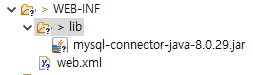 > WEB-INF
> lib
mysql-connector-java-8.0.29.jar
web.xml